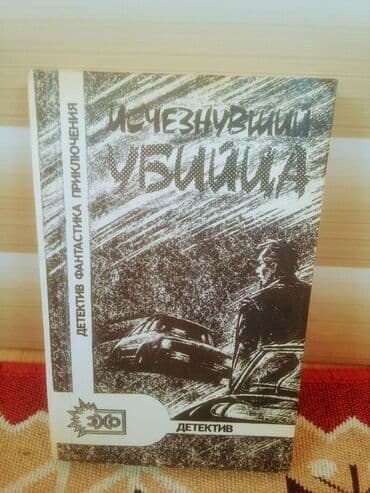 ИСЧЕЗНУВШИЙ
УБИЙЦА
ДЕТЕКТИВ ФАНТАСТИКА ПРИКЛЮЧЕНИЯ
ЭХО
ДЕТЕКТИВ